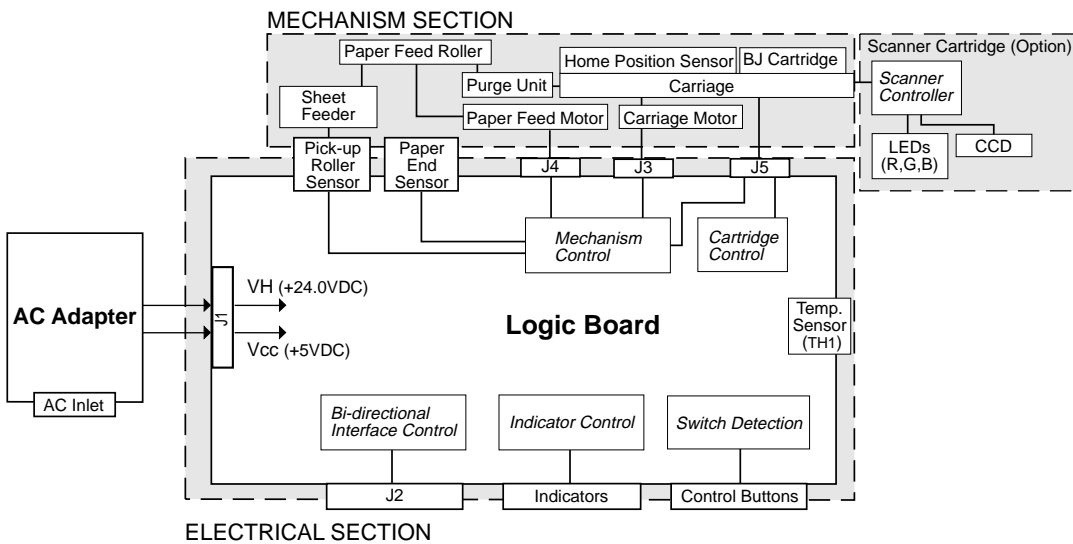 MECHANISM SECTION
Paper Feed Roller
Home Position Sensor
BJ Cartridge
Scanner Cartridge (Option)
Purge Unit
Carriage
Scanner
Controller
Sheet
Feeder
Paper Feed Motor
Carriage Motor
LEDs
(R,G,B)
CCD
Pick-up
Roller
Sensor
Paper
End
Sensor
J4
J3
J5
Mechanism
Control
Cartridge
Control
AC Adapter
AC Inlet
J1
VH (+24.0VDC)
Vcc (+5VDC)
Logic Board
Temp.
Sensor
(TH1)
Bi-directional
Interface Control
Indicator Control
Switch Detection
J2
Indicators
Control Buttons
ELECTRICAL SECTION